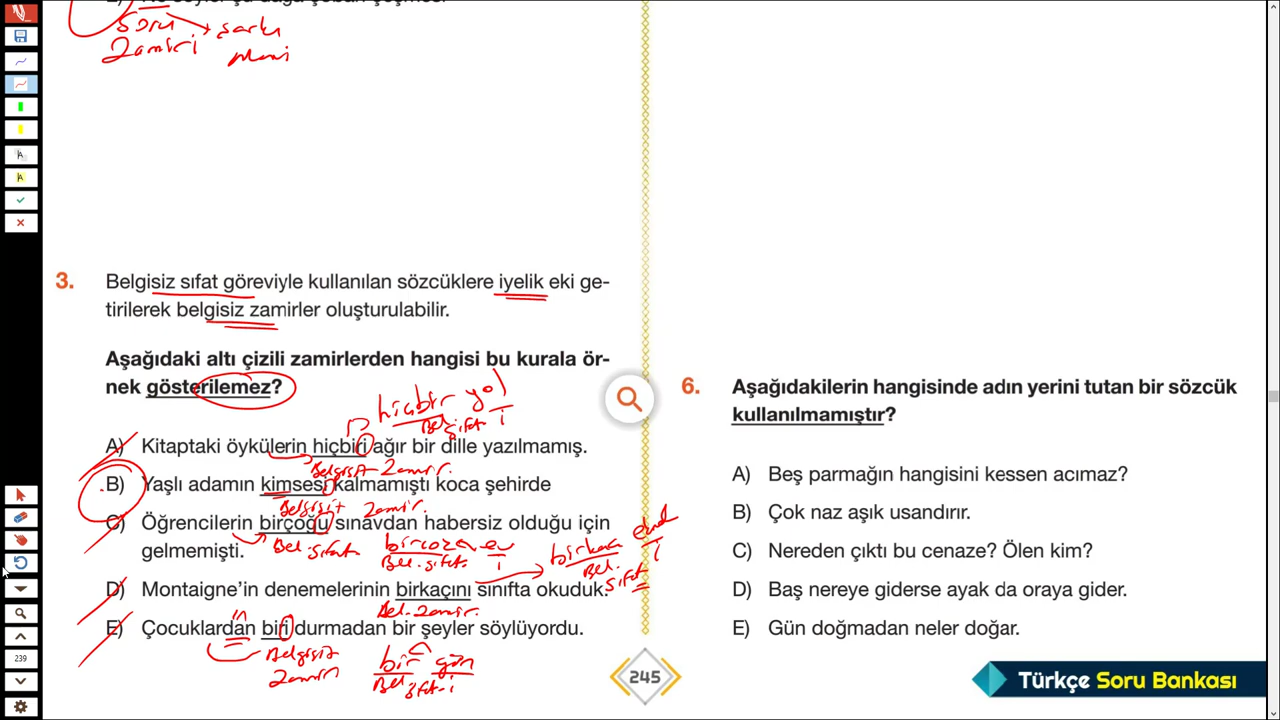 soru
şarkı
zamiri
3. Belgisiz sıfat göreviyle kullanılan sözcüklere iyelik eki ge-
tirilerek belgisiz zamirler oluşturulabilir.
Aşağıdaki altı çizili zamirlerden hangisi bu kurala ör-
nek gösterilemez?
hiçbir yol
Bel. sıfat i
A) Kitaptaki öykülerin hiçbiri ağır bir dille yazılmamış.
Belgisiz zamir.
B) Yaşlı adamın kimsesi kalmamıştı koca şehirde
Belgisiz zamir.
C) Öğrencilerin birçoğu sınavdan habersiz olduğu için
gelmemişti.
Bel. sıfat
Bel. sıfat i
birkaç
Bel.
sıfat
D) Montaigne'in denemelerinin birkaçını sınıfta okuduk.
Bel. zamir.
E) Çocuklardan biri durmadan bir şeyler söylüyordu.
Belgisiz
zamir
bir gün
Bel. sıfat i
6. Aşağıdakilerin hangisinde adın yerini tutan bir sözcük
kullanılmamıştır?
A) Beş parmağın hangisini kessen acımaz?
B) Çok naz aşık usandırır.
C) Nereden çıktı bu cenaze? Ölen kim?
D) Baş nereye giderse ayak da oraya gider.
E) Gün doğmadan neler doğar.
245
Türkçe Soru Bankası
239